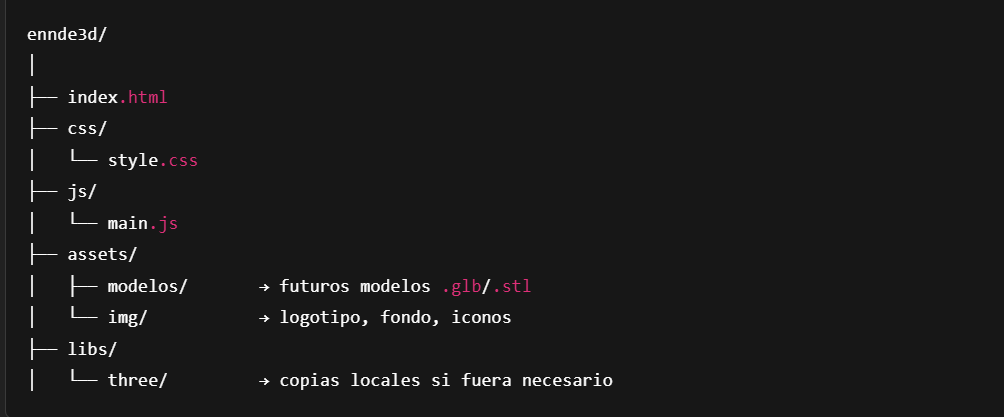 ennde3d/
│
├── index.html
├── css/
│   └── style.css
├── js/
│   └── main.js
├── assets/
│   ├── modelos/       → futuros modelos .glb/.stl
│   └── img/           → logotipo, fondo, iconos
├── libs/
│   └── three/         → copias locales si fuera necesario